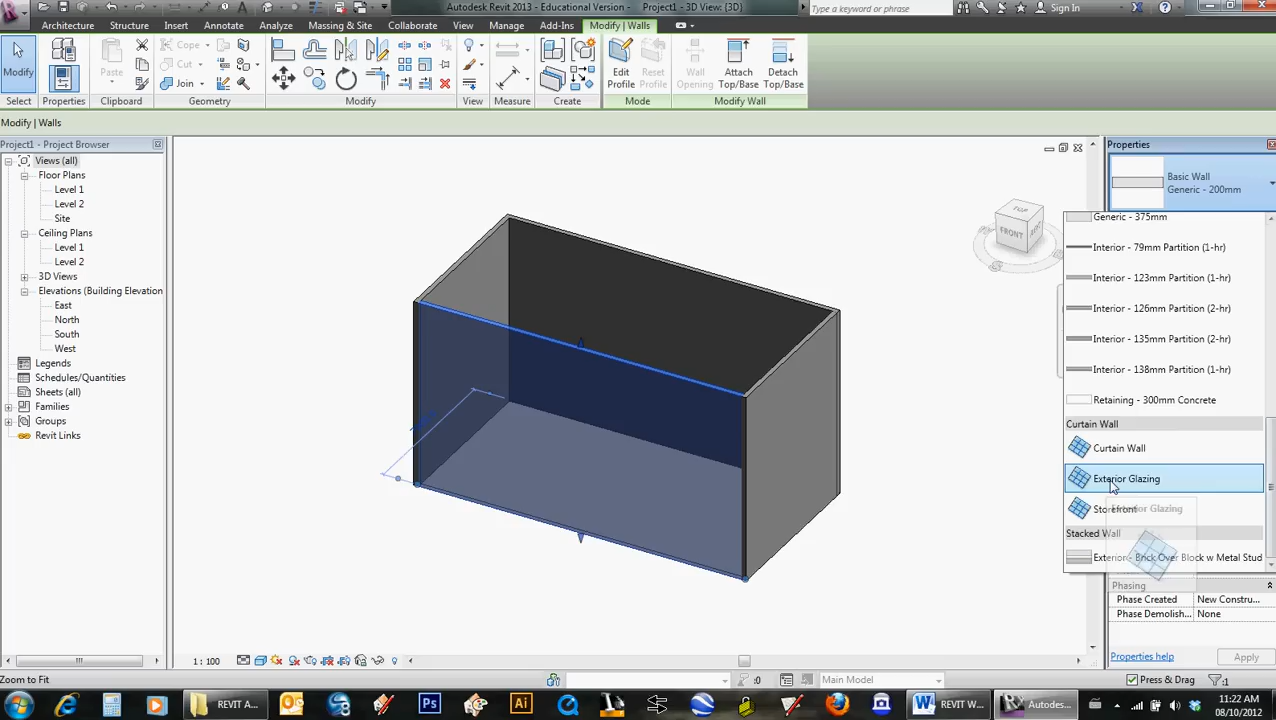 Autodesk Revit 2013 - Educational Version - Project1 - 3D View: {3D}
Type a keyword or phrase
Sign In
Architecture Structure Insert Annotate Analyze Massing & Site Collaborate View Manage Add-Ins Modify | Walls
Modify
Paste
Cope
Cut
Join
Edit Profile
Reset Profile
Wall Opening
Attach Top/Base
Detach Top/Base
Select Properties Clipboard Geometry Modify View Measure Create Mode Modify Wall
Modify | Walls
Project1 - Project Browser
Views (all)
Floor Plans
Level 1
Level 2
Site
Ceiling Plans
Level 1
Level 2
3D Views
Elevations (Building Elevation
East
North
South
West
Legends
Schedules/Quantities
Sheets (all)
Families
Groups
Revit Links
TOP
FRONT
Properties
Basic Wall
Generic - 200mm
Generic - 375mm
Interior - 79mm Partition (1-hr)
Interior - 123mm Partition (1-hr)
Interior - 126mm Partition (2-hr)
Interior - 135mm Partition (2-hr)
Interior - 138mm Partition (1-hr)
Retaining - 300mm Concrete
Curtain Wall
Curtain Wall
Exterior Glazing
Storefront
Exterior Glazing
Stacked Wall
Exterior - Brick Over Block w Metal Stud
Phasing
Phase Created New Constru...
Phase Demolish... None
Properties help
Apply
1 : 100
Zoom to Fit
:0
Main Model
Press & Drag
:1
REVIT A...
Ps
Ai
REVIT W...
Autodes...
11:22 AM
08/10/2012